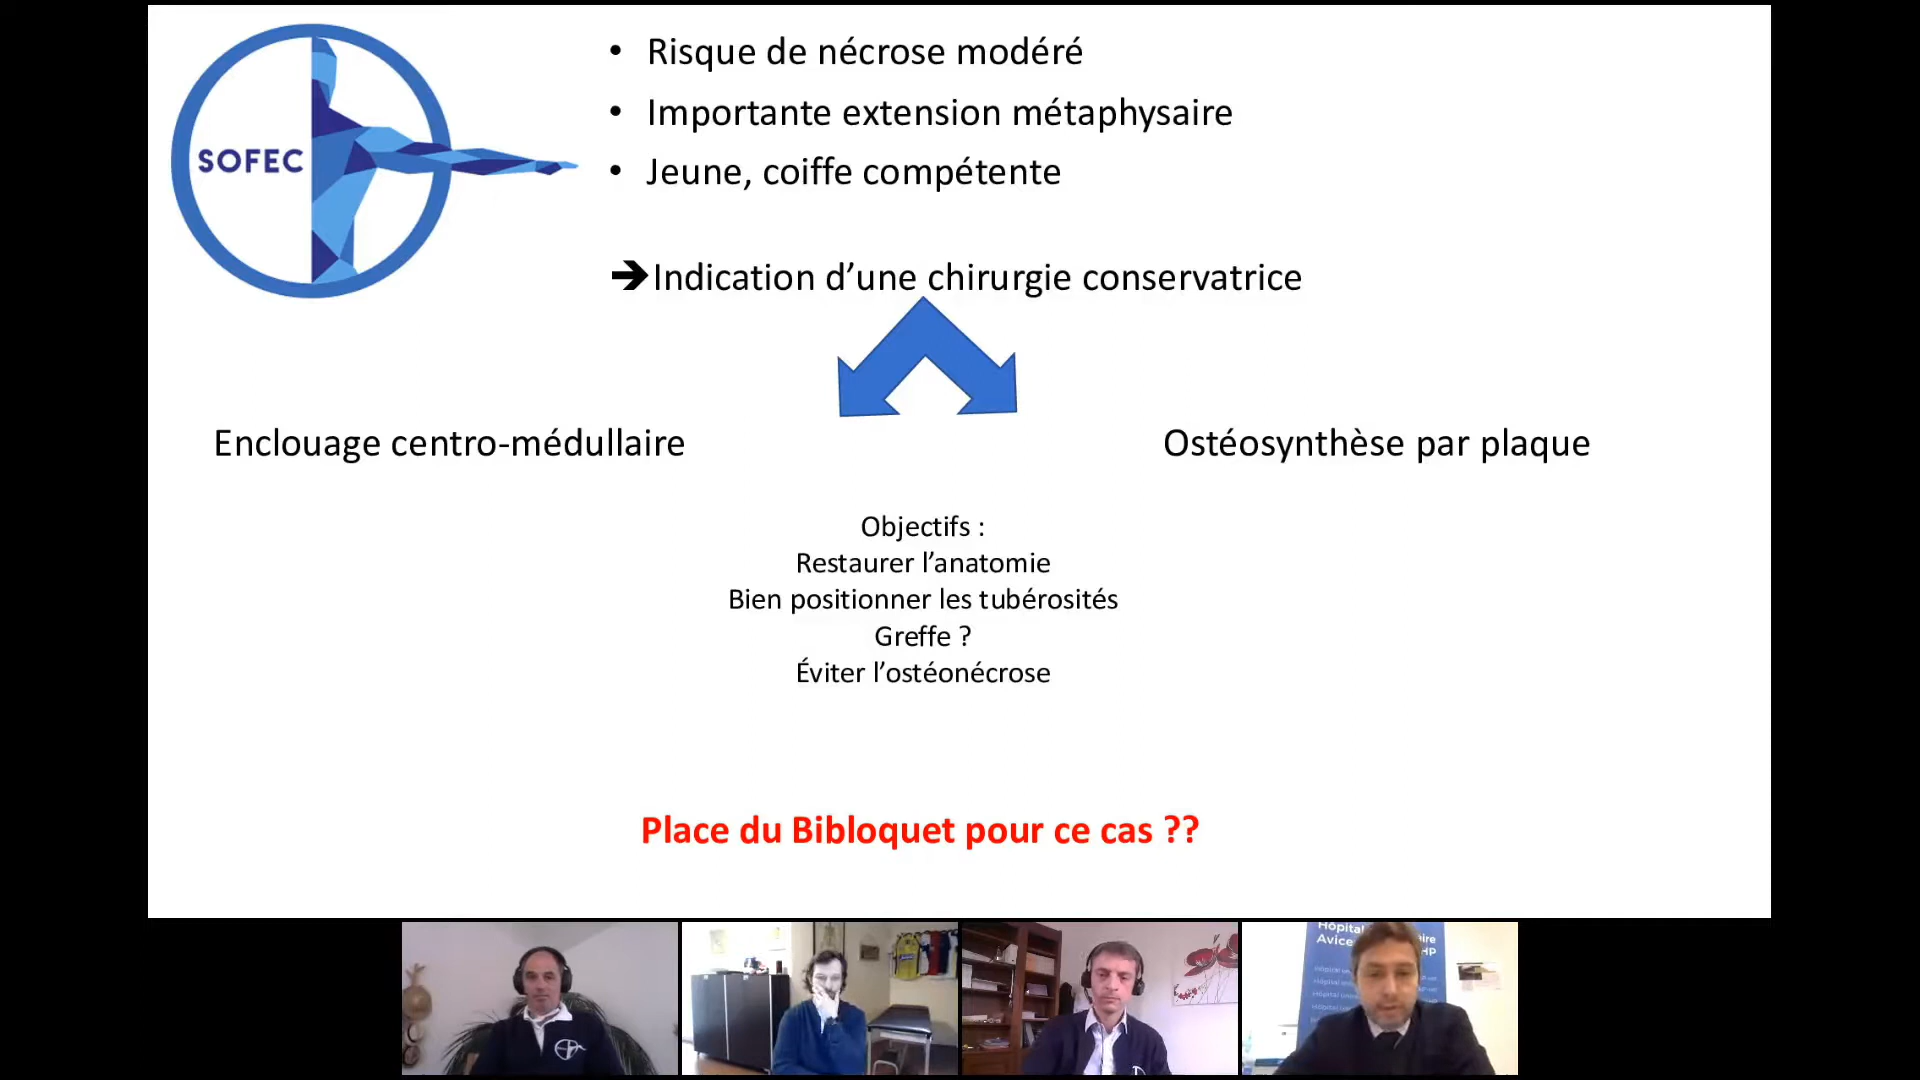 SOFEC
• Risque de nécrose modéré
• Importante extension métaphysaire
• Jeune, coiffe compétente
➔Indication d’une chirurgie conservatrice
Enclouage centro-médullaire
Ostéosynthèse par plaque
Objectifs :
Restaurer l’anatomie
Bien positionner les tubérosités
Greffe ?
Éviter l’ostéonécrose
Place du Bibloquet pour ce cas ??
Hôpital
aire
Avice
HP